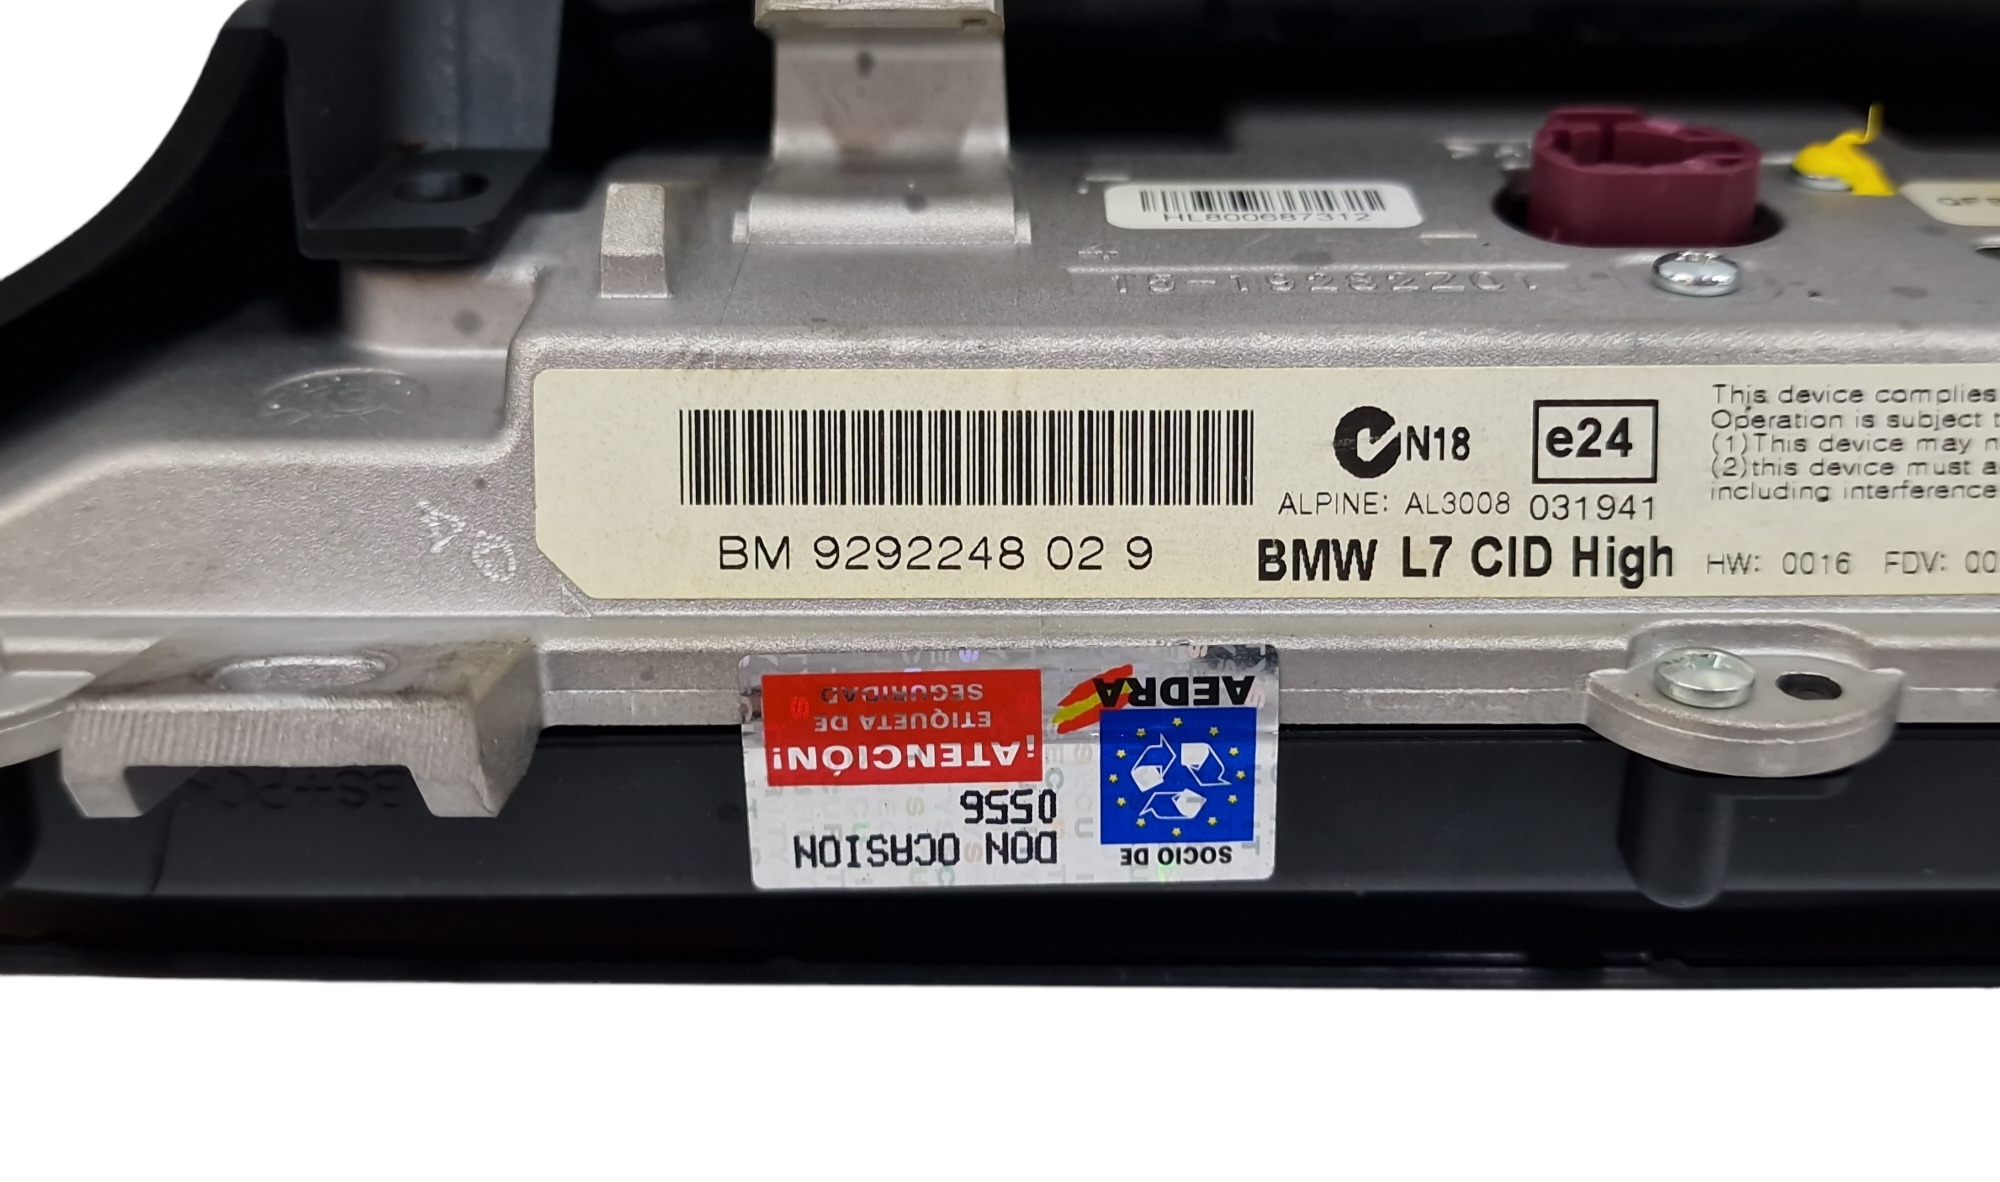 HL800687312
N18
e24
ALPINE: AL3008
031941
BM 9292248 02 9
BMW L7 CID High
This device complies
Operation is subject t
(1)This device may n
(2)this device must a
including interference
HW: 0016 FDV: 00
SOCIO DE
AEDRA
DON OCASION
0556
¡ATENCIÓN!
ETIQUETA DE
SEGURIDAD